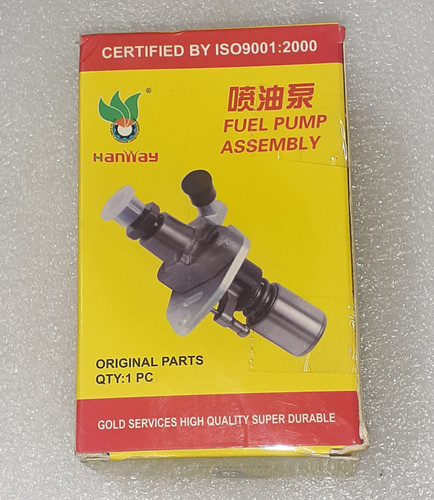 CERTIFIED BY ISO9001:2000
®
HanWay
喷油泵
FUEL PUMP
ASSEMBLY
ORIGINAL PARTS
QTY:1 PC
GOLD SERVICES HIGH QUALITY SUPER DURABLE